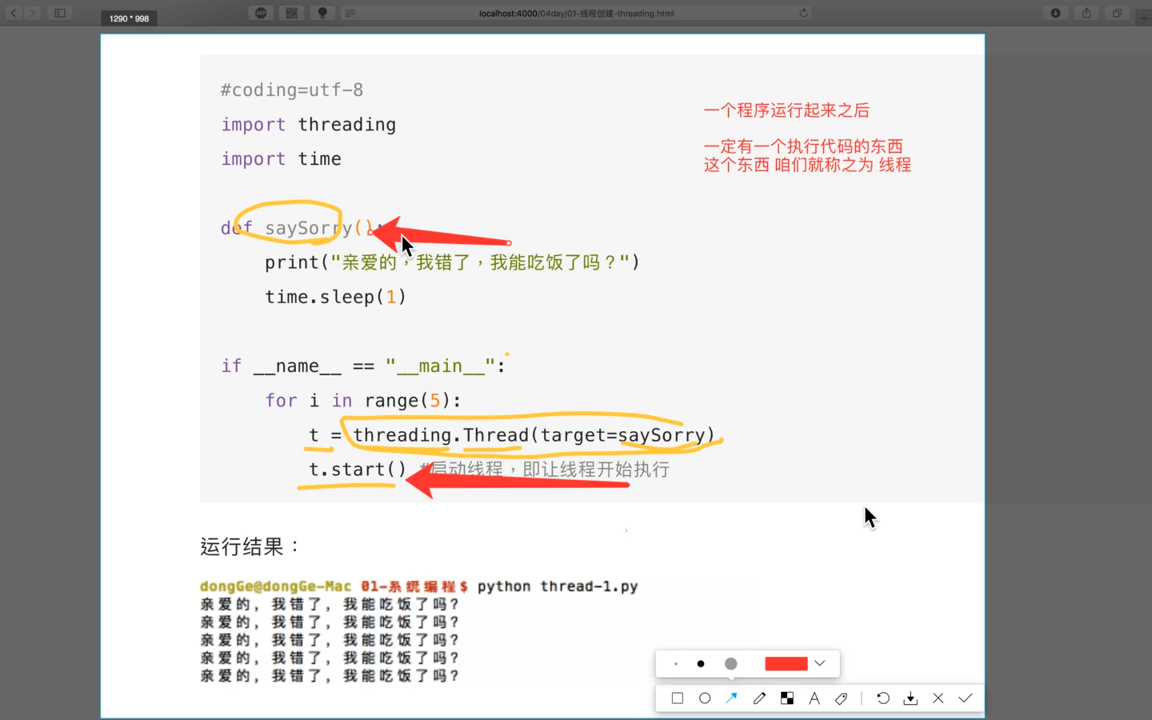 localhost:4000/04day/01-线程创建-threading.html
1290 * 998
#coding=utf-8
import threading
import time
def saySorry():
print("亲爱的，我错了，我能吃饭了吗？")
time.sleep(1)
if __name__ == "__main__":
for i in range(5):
t = threading.Thread(target=saySorry)
t.start() #启动线程，即让线程开始执行
一个程序运行起来之后
一定有一个执行代码的东西
这个东西 咱们就称之为 线程
运行结果：
dongGe@dongGe-Mac 01-系统编程$ python thread-1.py
亲爱的, 我错了, 我能吃饭了吗?
亲爱的, 我错了, 我能吃饭了吗?
亲爱的, 我错了, 我能吃饭了吗?
亲爱的, 我错了, 我能吃饭了吗?
亲爱的, 我错了, 我能吃饭了吗?